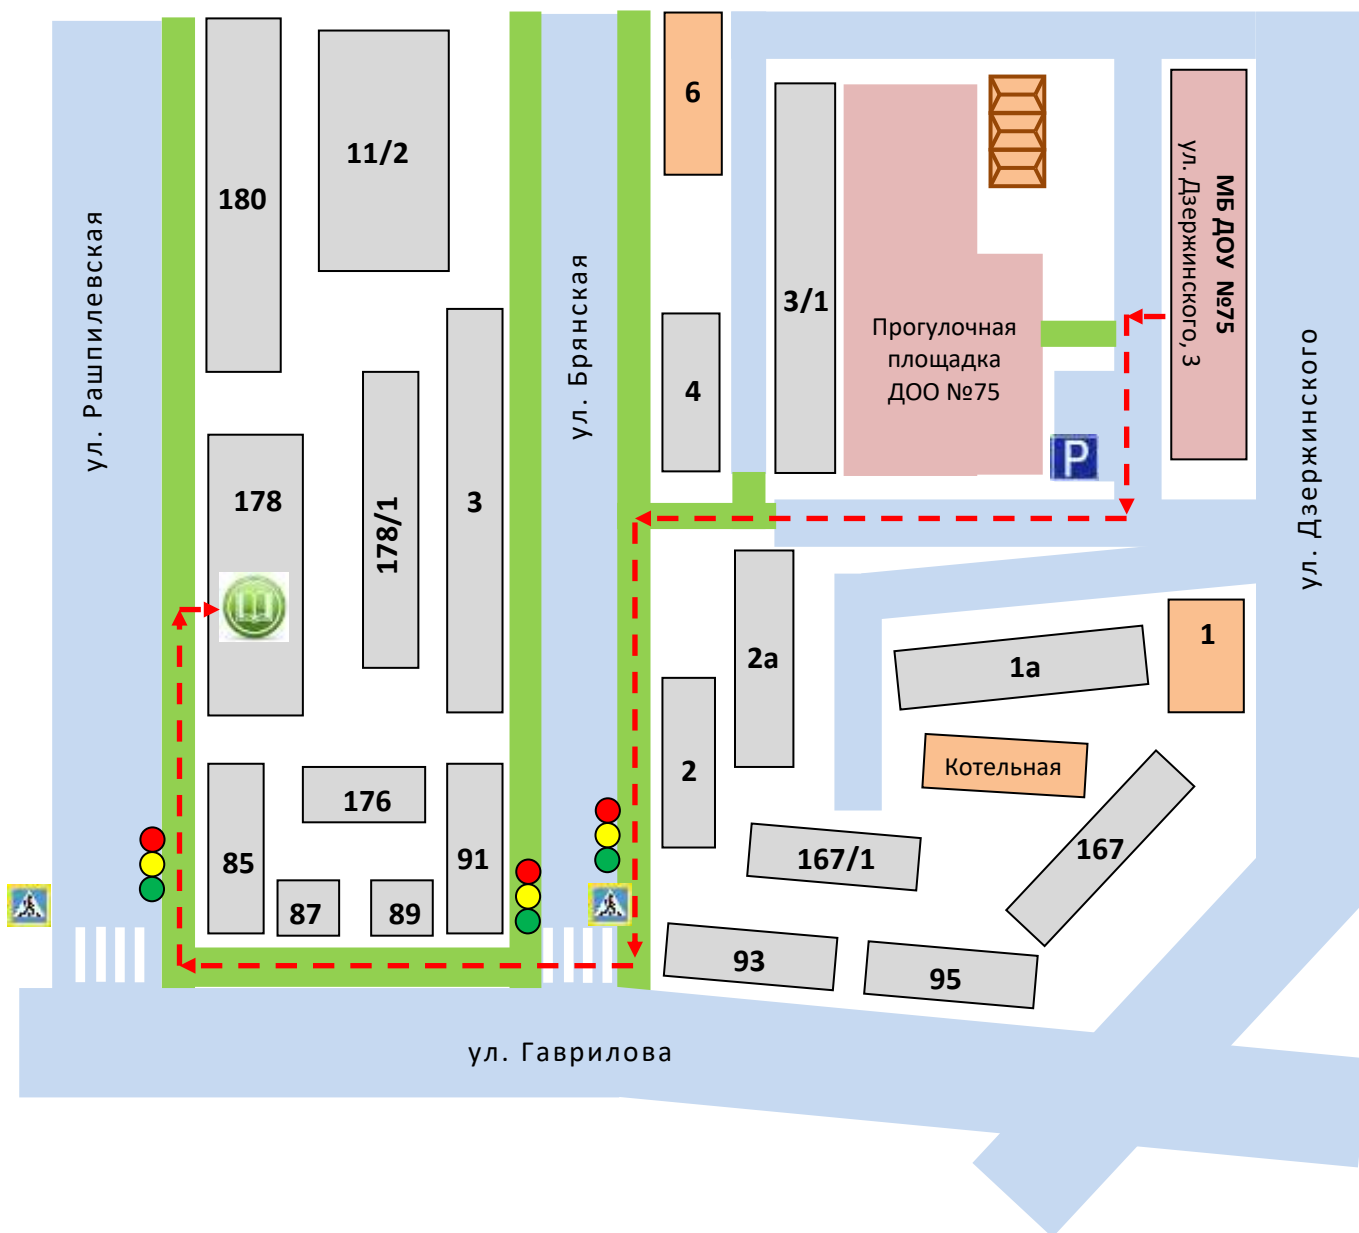 6
11/2
180
МБ ДОУ №75
ул. Дзержинского, 3
ул. Рашпилевская
ул. Брянская
3/1
Прогулочная
площадка
ДОО №75
4
ул. Дзержинского
P
178
178/1
3
2а
1
1а
2
Котельная
176
85
91
167/1
167
87
89
93
95
ул. Гаврилова